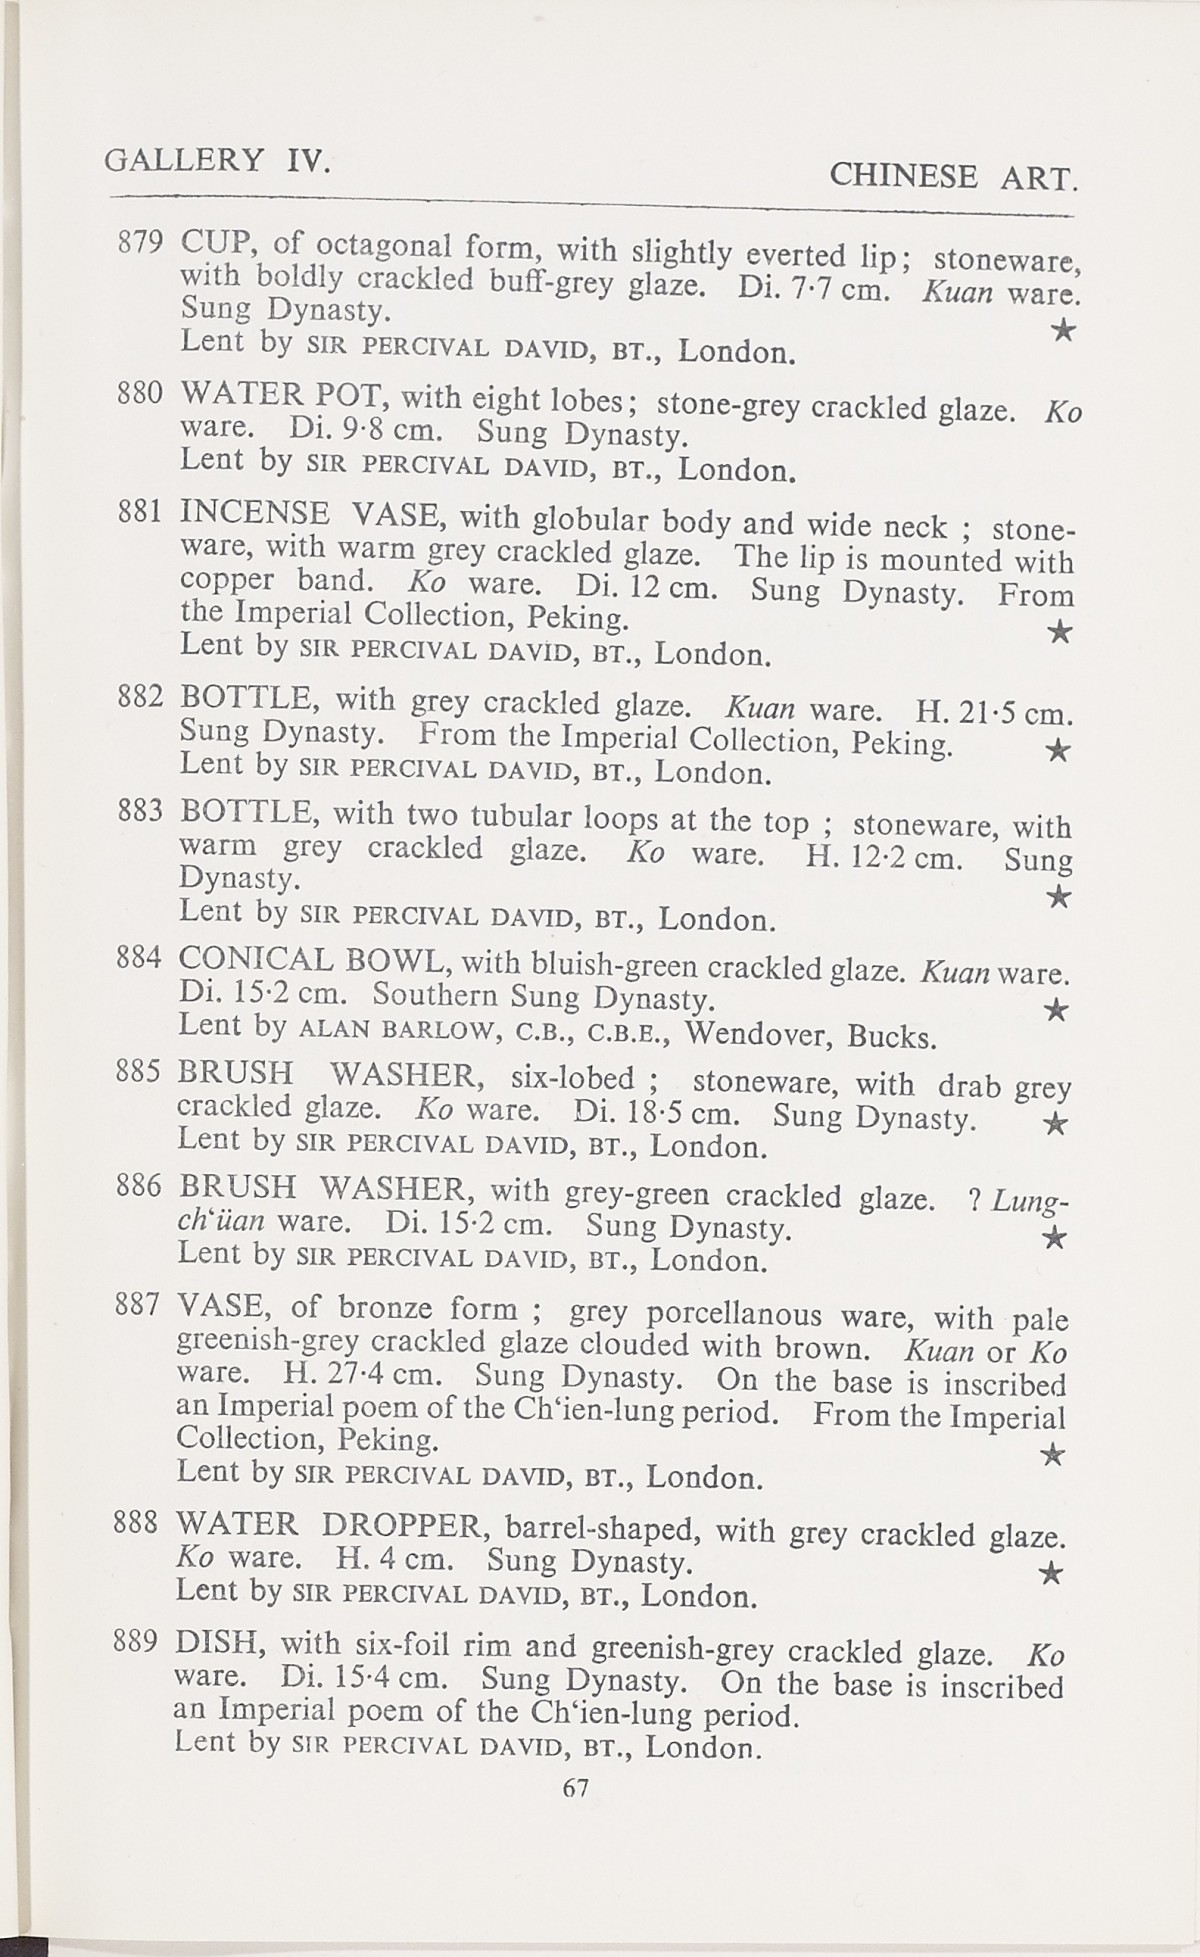 GALLERY IV. CHINESE ART.
879 CUP, of octagonal form, with slightly everted lip; stoneware,
with boldly crackled buff-grey glaze. Di. 7·7 cm. Kuan ware.
Sung Dynasty. ★
Lent by SIR PERCIVAL DAVID, BT., London.
880 WATER POT, with eight lobes; stone-grey crackled glaze. Ko
ware. Di. 9·8 cm. Sung Dynasty.
Lent by SIR PERCIVAL DAVID, BT., London.
881 INCENSE VASE, with globular body and wide neck ; stone-
ware, with warm grey crackled glaze. The lip is mounted with
copper band. Ko ware. Di. 12 cm. Sung Dynasty. From
the Imperial Collection, Peking. ★
Lent by SIR PERCIVAL DAVID, BT., London.
882 BOTTLE, with grey crackled glaze. Kuan ware. H. 21·5 cm.
Sung Dynasty. From the Imperial Collection, Peking. ★
Lent by SIR PERCIVAL DAVID, BT., London.
883 BOTTLE, with two tubular loops at the top ; stoneware, with
warm grey crackled glaze. Ko ware. H. 12·2 cm. Sung
Dynasty. ★
Lent by SIR PERCIVAL DAVID, BT., London.
884 CONICAL BOWL, with bluish-green crackled glaze. Kuan ware.
Di. 15·2 cm. Southern Sung Dynasty. ★
Lent by ALAN BARLOW, C.B., C.B.E., Wendover, Bucks.
885 BRUSH WASHER, six-lobed ; stoneware, with drab grey
crackled glaze. Ko ware. Di. 18·5 cm. Sung Dynasty. ★
Lent by SIR PERCIVAL DAVID, BT., London.
886 BRUSH WASHER, with grey-green crackled glaze. ? Lung-
ch‘üan ware. Di. 15·2 cm. Sung Dynasty. ★
Lent by SIR PERCIVAL DAVID, BT., London.
887 VASE, of bronze form ; grey porcellanous ware, with pale
greenish-grey crackled glaze clouded with brown. Kuan or Ko
ware. H. 27·4 cm. Sung Dynasty. On the base is inscribed
an Imperial poem of the Ch‘ien-lung period. From the Imperial
Collection, Peking. ★
Lent by SIR PERCIVAL DAVID, BT., London.
888 WATER DROPPER, barrel-shaped, with grey crackled glaze.
Ko ware. H. 4 cm. Sung Dynasty. ★
Lent by SIR PERCIVAL DAVID, BT., London.
889 DISH, with six-foil rim and greenish-grey crackled glaze. Ko
ware. Di. 15·4 cm. Sung Dynasty. On the base is inscribed
an Imperial poem of the Ch‘ien-lung period.
Lent by SIR PERCIVAL DAVID, BT., London.
67